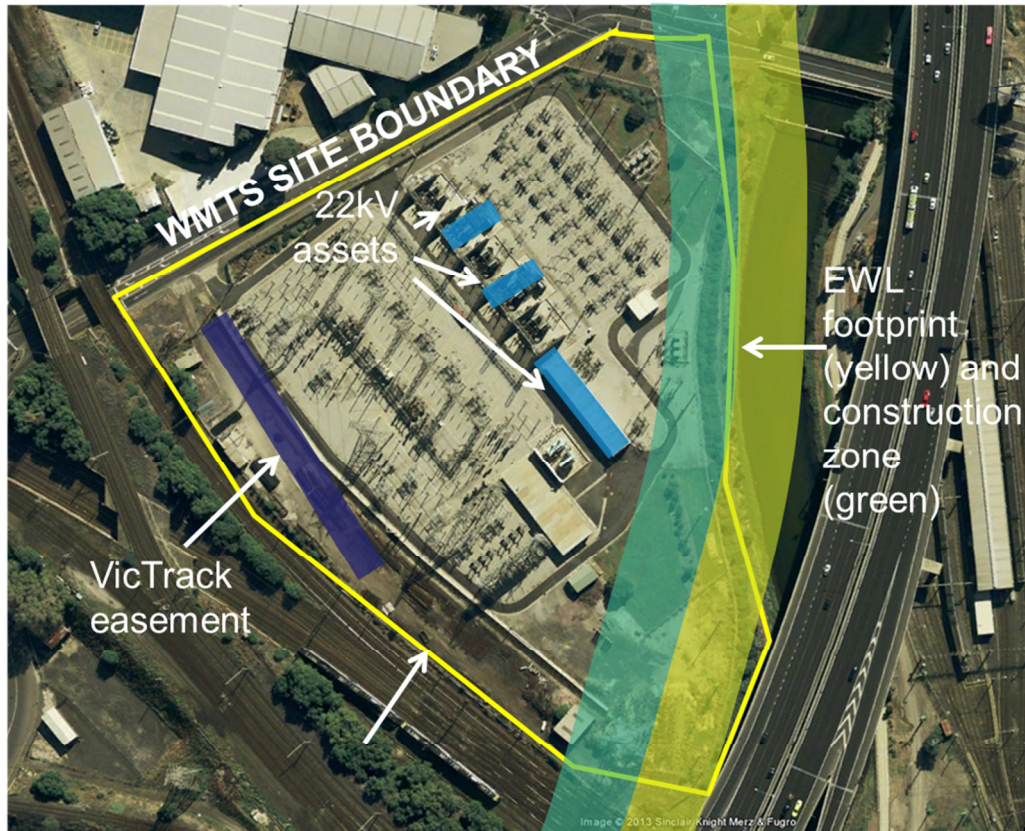 WMTS SITE BOUNDARY
22kV
assets
EWL
footprint
(yellow) and
construction
zone
(green)
VicTrack
easement
Image © 2013 Sinclair Knight Merz & Fugro